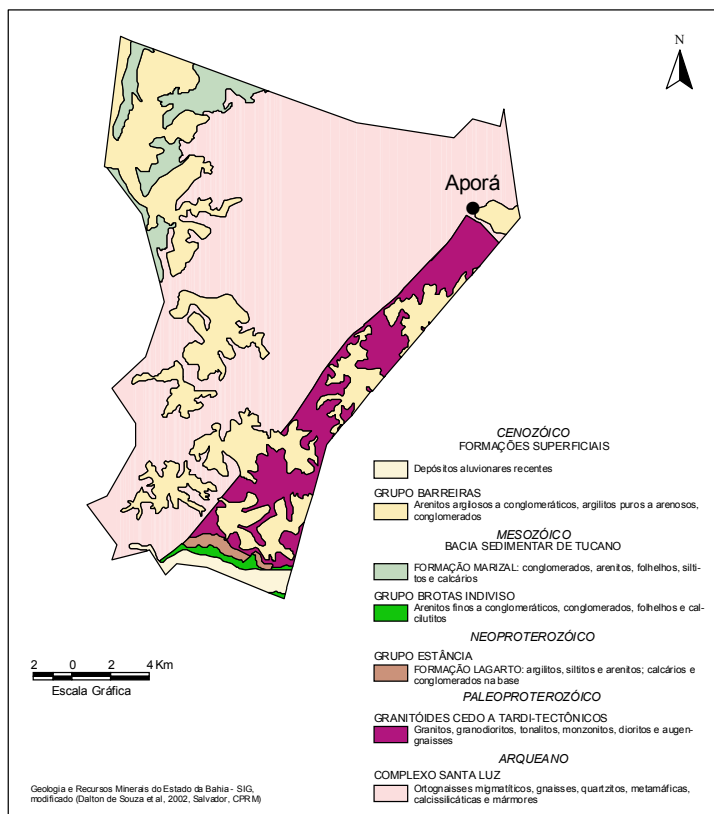 N
Aporá
CENOZÓICO
FORMAÇÕES SUPERFICIAIS
Depósitos aluvionares recentes
GRUPO BARREIRAS
Arenitos argilosos a conglomeráticos, argilitos puros a arenosos,
conglomerados
MESOZÓICO
BACIA SEDIMENTAR DE TUCANO
FORMAÇÃO MARIZAL: conglomerados, arenitos, folhelhos, silti-
tos e calcários
GRUPO BROTAS INDIVISO
Arenitos finos a conglomeráticos, conglomerados, folhelhos e cal-
cilutitos
NEOPROTEROZÓICO
GRUPO ESTÂNCIA
FORMAÇÃO LAGARTO: argilitos, siltitos e arenitos; calcários e
conglomerados na base
PALEOPROTEROZÓICO
GRANITÓIDES CEDO A TARDI-TECTÔNICOS
Granitos, granodioritos, tonalitos, monzonitos, dioritos e augen-
gnaisses
ARQUEANO
COMPLEXO SANTA LUZ
Ortognaisses migmatíticos, gnaisses, quartzitos, metamáficas,
calcissilicáticas e mármores
2 0 2 4 Km
Escala Gráfica
Geologia e Recursos Minerais do Estado da Bahia - SIG,
modificado (Dalton de Souza et al, 2002, Salvador, CPRM)